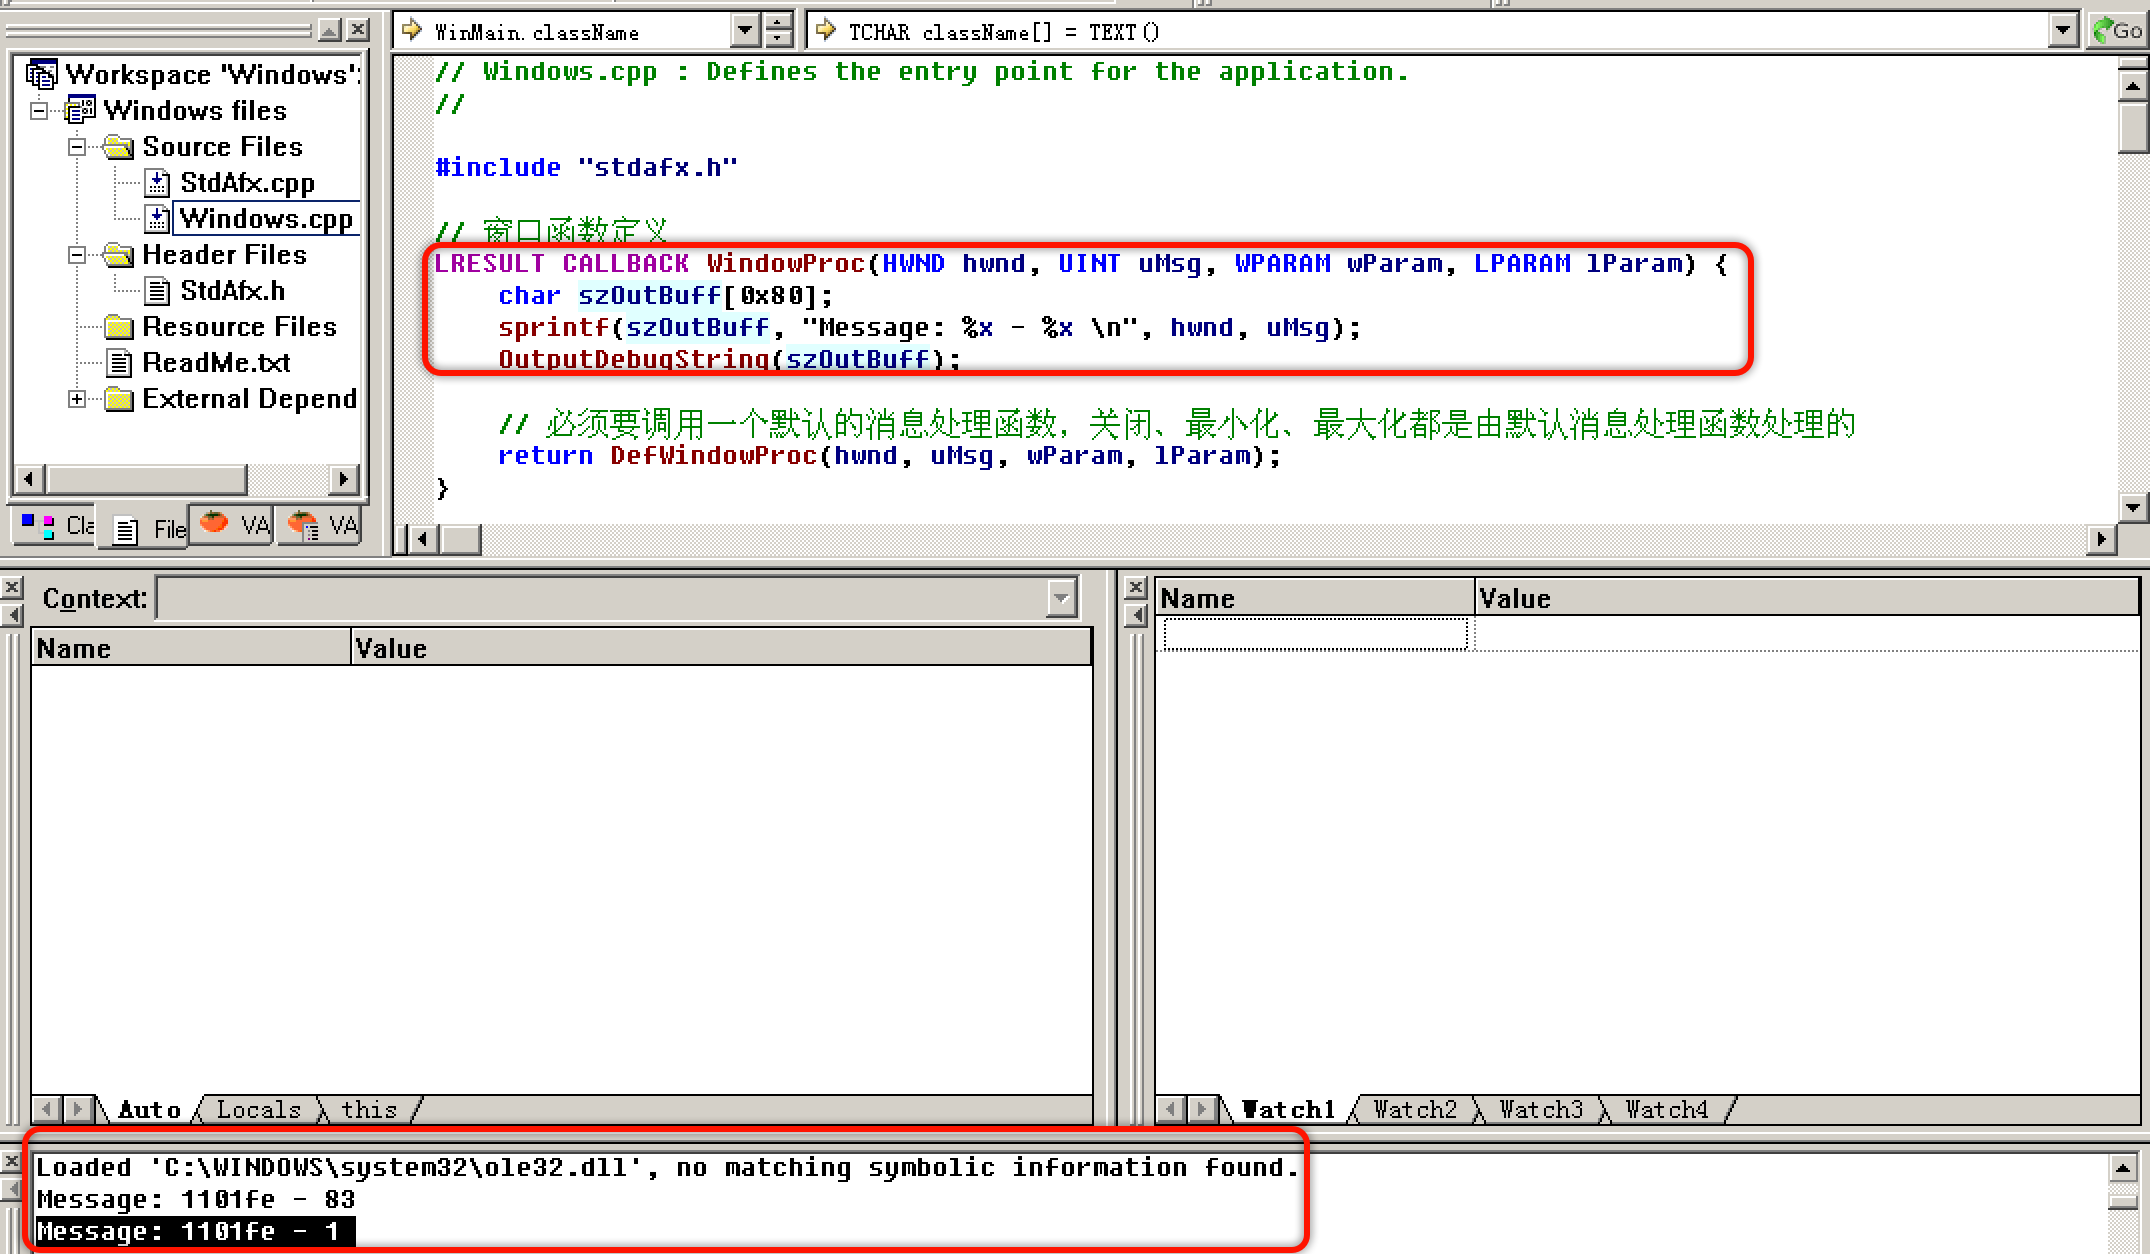 WinMain.className
TCHAR className[] = TEXT()
Go
Workspace 'Windows':
Windows files
Source Files
StdAfx.cpp
Windows.cpp
Header Files
StdAfx.h
Resource Files
ReadMe.txt
External Depend
Cla
File
VA
VA
// Windows.cpp : Defines the entry point for the application.
//
#include "stdafx.h"
// 窗口函数定义
LRESULT CALLBACK WindowProc(HWND hwnd, UINT uMsg, WPARAM wParam, LPARAM lParam) {
char szOutBuff[0x80];
sprintf(szOutBuff, "Message: %x - %x \n", hwnd, uMsg);
OutputDebugString(szOutBuff);
// 必须要调用一个默认的消息处理函数，关闭、最小化、最大化都是由默认消息处理函数处理的
return DefWindowProc(hwnd, uMsg, wParam, lParam);
}
Context:
Name Value
Auto Locals this
Name Value
Watch1 Watch2 Watch3 Watch4
Loaded 'C:\WINDOWS\system32\ole32.dll', no matching symbolic information found.
Message: 1101fe - 83
Message: 1101fe - 1